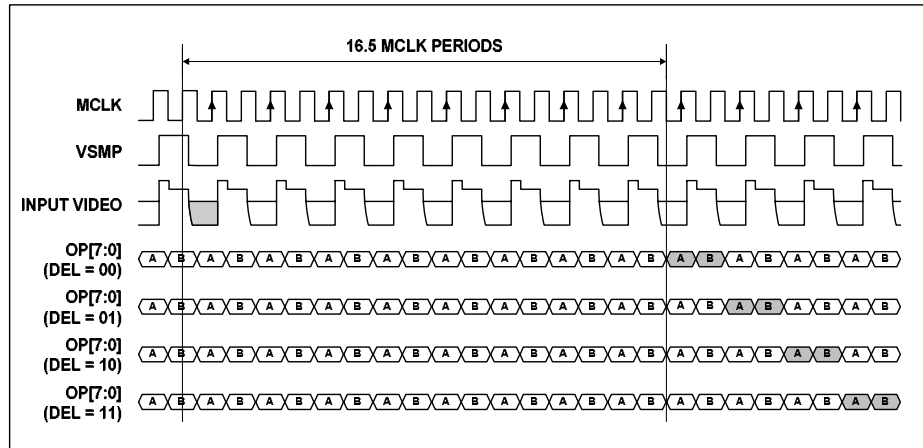 16.5 MCLK PERIODS
MCLK
VSMP
INPUT VIDEO
OP[7:0]
(DEL = 00)
A B A B A B A B A B A B A B A B A B A B A B A B A B
OP[7:0]
(DEL = 01)
A B A B A B A B A B A B A B A B A B A B A B A B A B
OP[7:0]
(DEL = 10)
A B A B A B A B A B A B A B A B A B A B A B A B A B
OP[7:0]
(DEL = 11)
A B A B A B A B A B A B A B A B A B A B A B A B A B